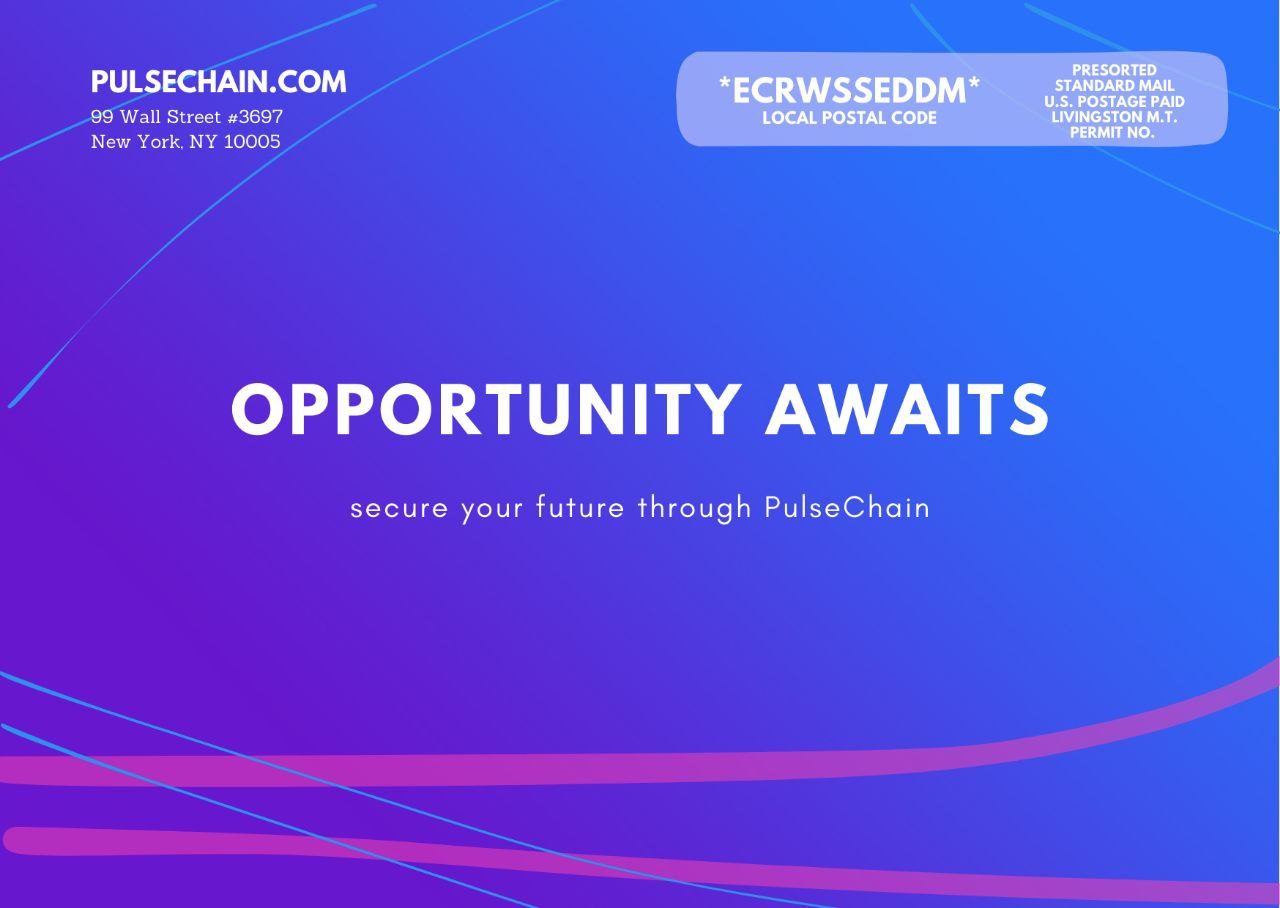 PULSECHAIN.COM
99 Wall Street #3697
New York, NY 10005
*ECRWSSEDDM*
LOCAL POSTAL CODE
PRESORTED
STANDARD MAIL
U.S. POSTAGE PAID
LIVINGSTON M.T.
PERMIT NO.
OPPORTUNITY AWAITS
secure your future through PulseChain